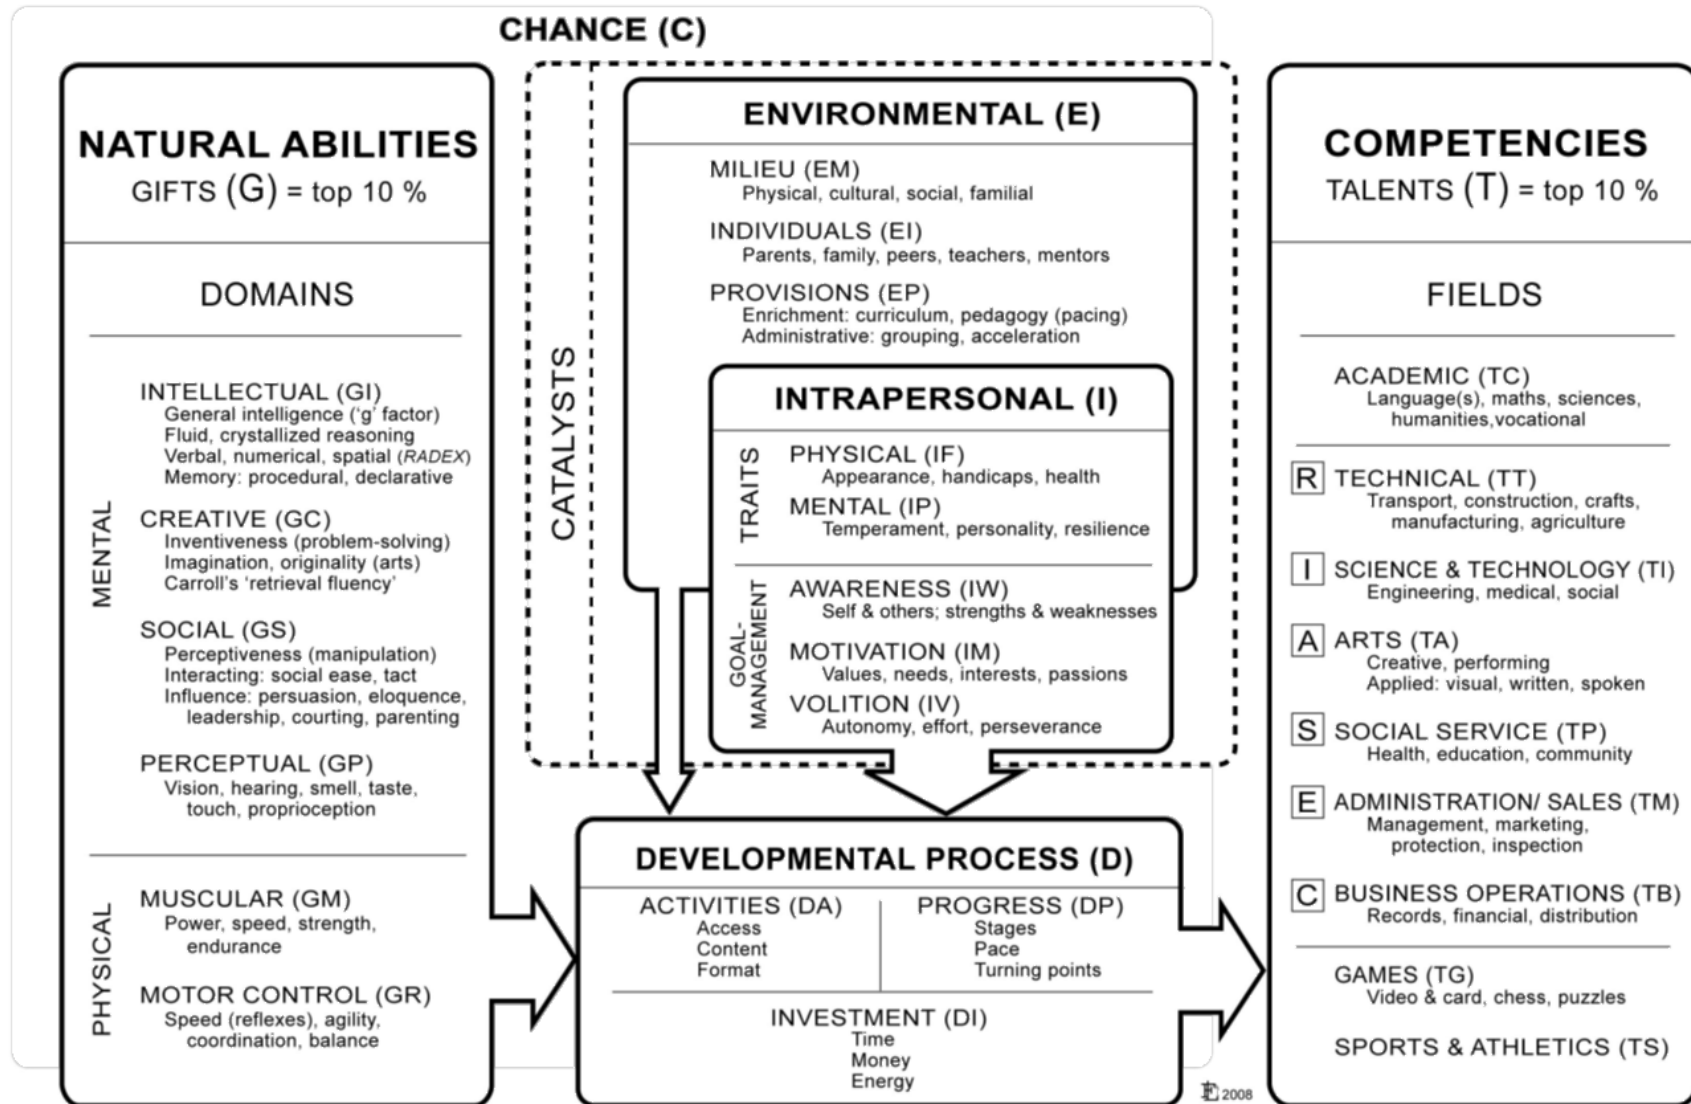 CHANCE (C)
NATURAL ABILITIES
GIFTS (G) = top 10 %
DOMAINS
MENTAL
INTELLECTUAL (GI)
General intelligence (‘g’ factor)
Fluid, crystallized reasoning
Verbal, numerical, spatial (RADEX)
Memory: procedural, declarative
CREATIVE (GC)
Inventiveness (problem-solving)
Imagination, originality (arts)
Carroll’s ‘retrieval fluency’
SOCIAL (GS)
Perceptiveness (manipulation)
Interacting: social ease, tact
Influence: persuasion, eloquence,
leadership, courting, parenting
PERCEPTUAL (GP)
Vision, hearing, smell, taste,
touch, proprioception
PHYSICAL
MUSCULAR (GM)
Power, speed, strength,
endurance
MOTOR CONTROL (GR)
Speed (reflexes), agility,
coordination, balance
CATALYSTS
ENVIRONMENTAL (E)
MILIEU (EM)
Physical, cultural, social, familial
INDIVIDUALS (EI)
Parents, family, peers, teachers, mentors
PROVISIONS (EP)
Enrichment: curriculum, pedagogy (pacing)
Administrative: grouping, acceleration
INTRAPERSONAL (I)
TRAITS
PHYSICAL (IF)
Appearance, handicaps, health
MENTAL (IP)
Temperament, personality, resilience
GOAL-
MANAGEMENT
AWARENESS (IW)
Self & others; strengths & weaknesses
MOTIVATION (IM)
Values, needs, interests, passions
VOLITION (IV)
Autonomy, effort, perseverance
DEVELOPMENTAL PROCESS (D)
ACTIVITIES (DA)
Access
Content
Format
PROGRESS (DP)
Stages
Pace
Turning points
INVESTMENT (DI)
Time
Money
Energy
2008
COMPETENCIES
TALENTS (T) = top 10 %
FIELDS
ACADEMIC (TC)
Language(s), maths, sciences,
humanities,vocational
R TECHNICAL (TT)
Transport, construction, crafts,
manufacturing, agriculture
I SCIENCE & TECHNOLOGY (TI)
Engineering, medical, social
A ARTS (TA)
Creative, performing
Applied: visual, written, spoken
S SOCIAL SERVICE (TP)
Health, education, community
E ADMINISTRATION/ SALES (TM)
Management, marketing,
protection, inspection
C BUSINESS OPERATIONS (TB)
Records, financial, distribution
GAMES (TG)
Video & card, chess, puzzles
SPORTS & ATHLETICS (TS)